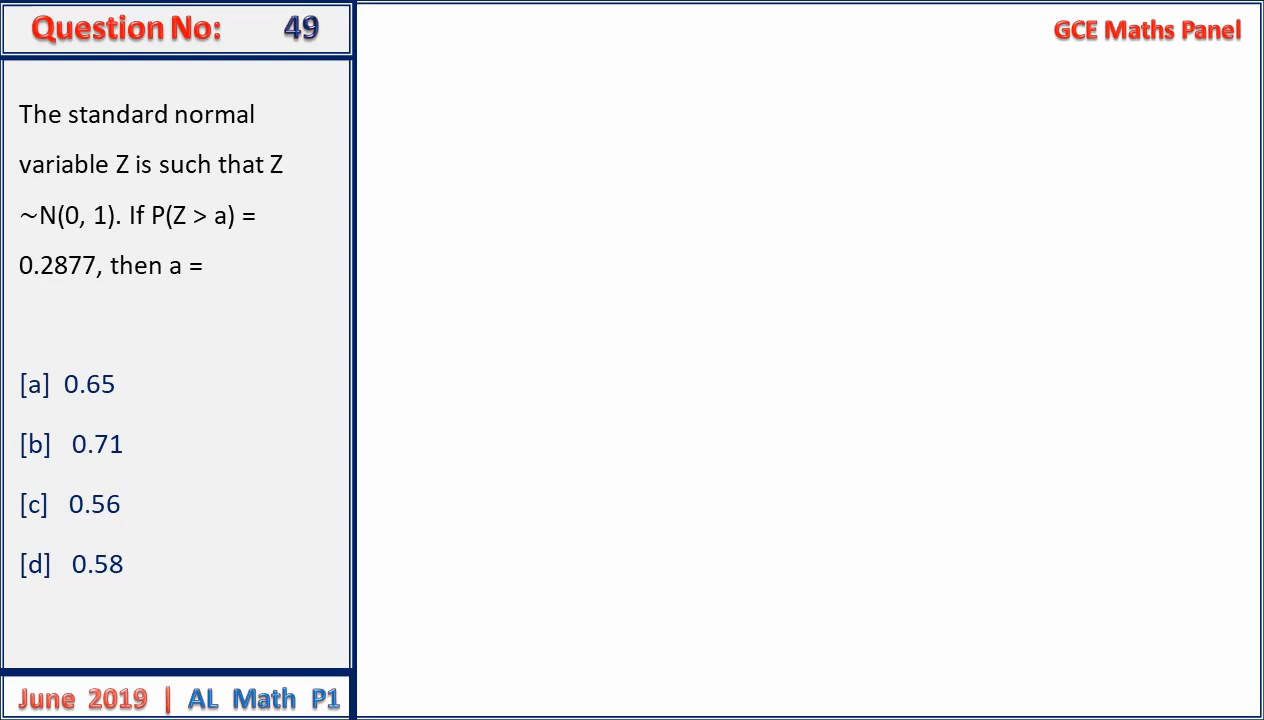 Question No: 49
GCE Maths Panel
The standard normal
variable Z is such that Z
~N(0, 1). If P(Z > a) =
0.2877, then a =
[a] 0.65
[b] 0.71
[c] 0.56
[d] 0.58
June 2019 | AL Math P1